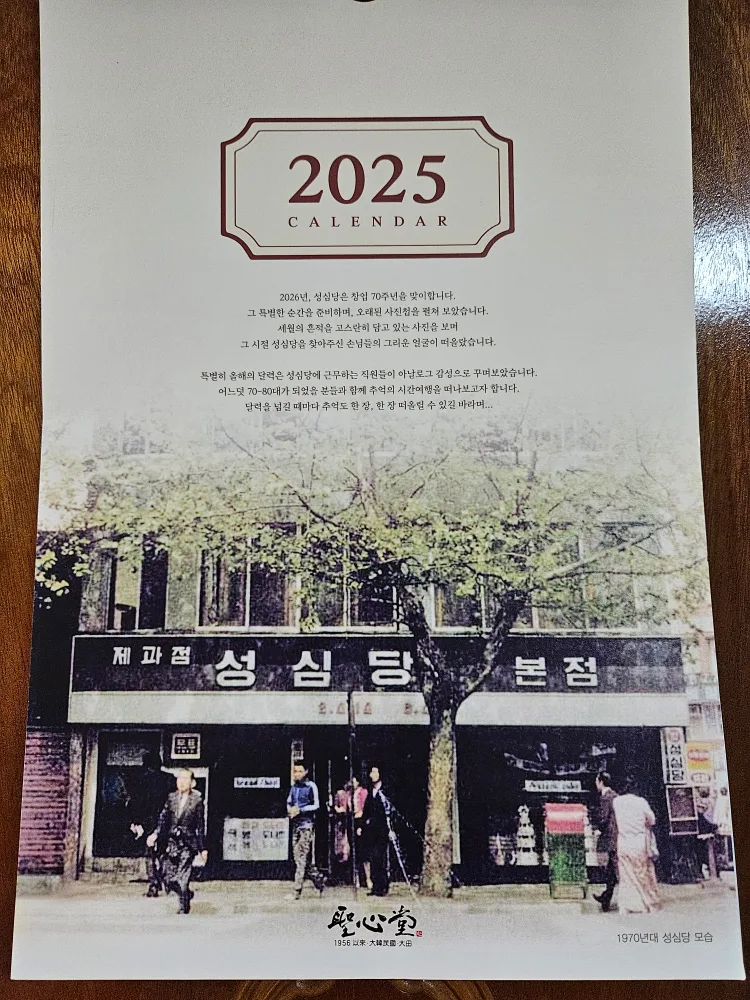 2025
CALENDAR
2026년, 성심당은 창업 70주년을 맞이합니다.
그 특별한 순간을 준비하며, 오래된 사진첩을 펼쳐 보았습니다.
세월의 흔적을 고스란히 담고 있는 사진을 보며
그 시절 성심당을 찾아주신 손님들의 그리운 얼굴이 떠올랐습니다.
특별히 올해의 달력은 성심당에 근무하는 직원들이 아날로그 감성으로 꾸며보았습니다.
어느덧 70-80대가 되었을 분들과 함께 추억의 시간여행을 떠나보고자 합니다.
달력을 넘길 때마다 추억도 한 장, 한 장 떠올릴 수 있길 바라며...
제과점 성심당 본점
우표
성심당
聖心堂
1956 以来·大韓民國·大田
1970년대 성심당 모습